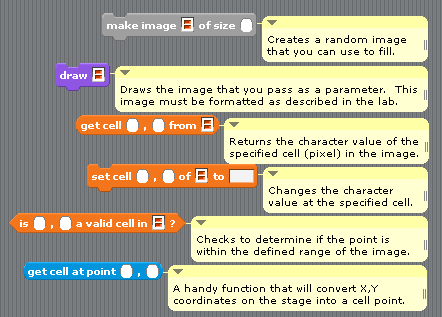 make image of size
Creates a random image
that you can use to fill.
draw
Draws the image that you pass as a parameter. This
image must be formatted as described in the lab.
get cell , from
Returns the character value of the
specified cell (pixel) in the image.
set cell , of to
Changes the character
value at the specified cell.
is , a valid cell in ?
Checks to determine if the point is
within the defined range of the image.
get cell at point ,
A handy function that will convert X,Y
coordinates on the stage into a cell point.